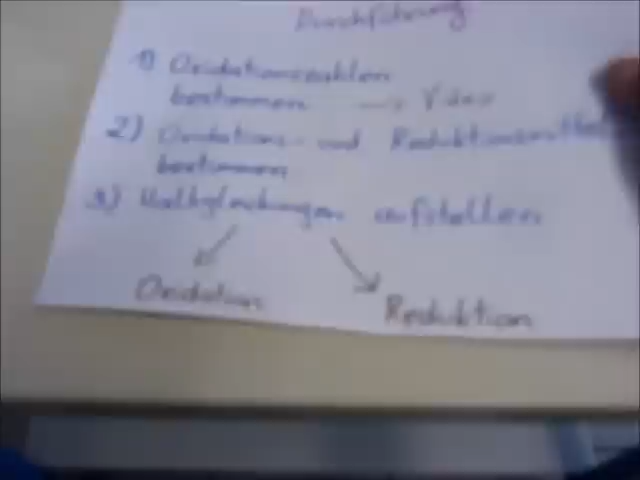 Durchführung
1) Oxidationszahlen
bestimmen → Video
2) Oxidations- und Reduktionsmittel
bestimmen
3) Halbgleichungen aufstellen
Oxidation Reduktion